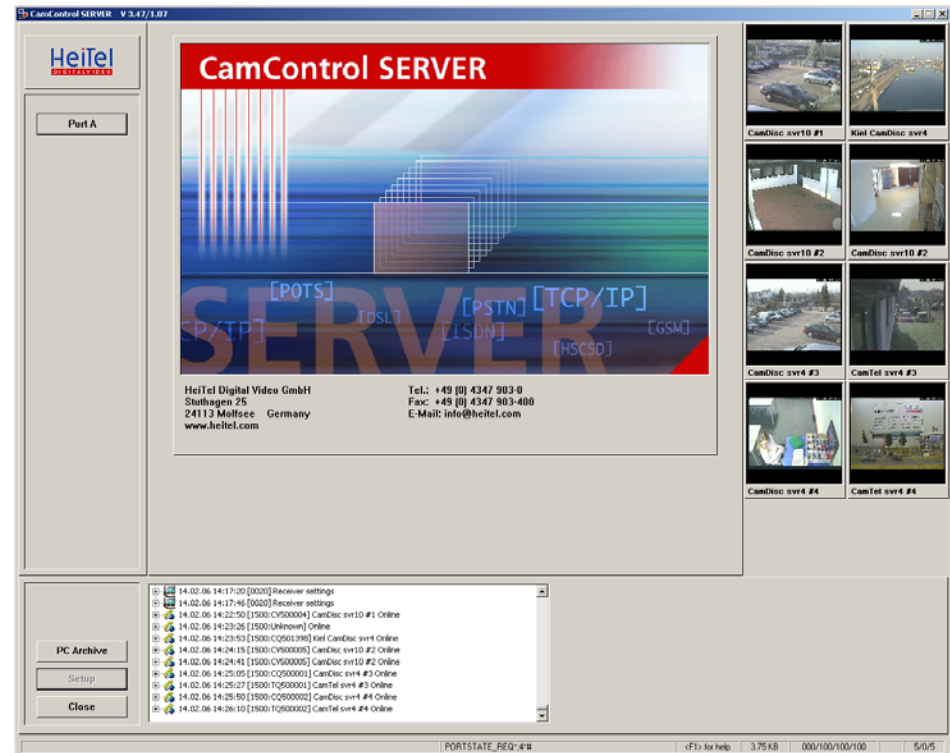 CamControl SERVER V 3.47/1.07
HeiTel
DIGITALVIDEO
Port A
CamControl SERVER
[POTS]
[DSL]
[PSTN]
[TCP/IP]
CP/IP]
[ISDN]
[GSM]
[HSCSD]
SERVER
HeiTel Digital Video GmbH
Stuthagen 25
24113 Molfsee Germany
www.heitel.com
Tel.: +49 (0) 4347 903-0
Fax: +49 (0) 4347 903-400
E-Mail: info@heitel.com
CamDisc svr10 #1
Kiel CamDisc svr4
CamDisc svr10 #2
CamDisc svr10 #2
CamDisc svr4 #3
CamTel svr4 #3
CamDisc svr4 #4
CamTel svr4 #4
PC Archive
Setup
Close
14.02.06 14:17:20 [0020] Receiver settings
14.02.06 14:17:46 [0020] Receiver settings
14.02.06 14:22:50 [1500:CV500004] CamDisc svr10 #1 Online
14.02.06 14:23:26 [1500:Unknown] Online
14.02.06 14:23:53 [1500:CQ501398] Kiel CamDisc svr4 Online
14.02.06 14:24:15 [1500:CV500005] CamDisc svr10 #2 Online
14.02.06 14:24:41 [1500:CV500005] CamDisc svr10 #2 Online
14.02.06 14:25:05 [1500:CQ500001] CamDisc svr4 #3 Online
14.02.06 14:25:27 [1500:TQ500001] CamTel svr4 #3 Online
14.02.06 14:25:50 [1500:CQ500002] CamDisc svr4 #4 Online
14.02.06 14:26:10 [1500:TQ500002] CamTel svr4 #4 Online
PORTSTATE_REQ^;4^#
<F1> for help
3.75 KB
000/100/100/100
5/0/5